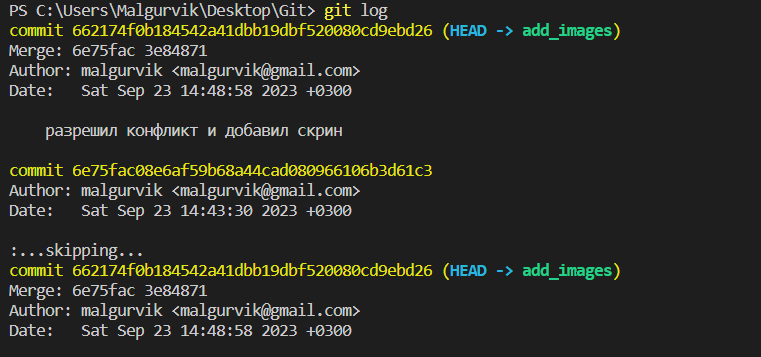 PS C:\Users\Malgurvik\Desktop\Git> git log
commit 662174f0b184542a41dbb19dbf520080cd9ebd26 (HEAD -> add_images)
Merge: 6e75fac 3e84871
Author: malgurvik <malgurvik@gmail.com>
Date:   Sat Sep 23 14:48:58 2023 +0300
    разрешил конфликт и добавил скрин
commit 6e75fac08e6af59b68a44cad080966106b3d61c3
Author: malgurvik <malgurvik@gmail.com>
Date:   Sat Sep 23 14:43:30 2023 +0300
:...skipping...
commit 662174f0b184542a41dbb19dbf520080cd9ebd26 (HEAD -> add_images)
Merge: 6e75fac 3e84871
Author: malgurvik <malgurvik@gmail.com>
Date:   Sat Sep 23 14:48:58 2023 +0300